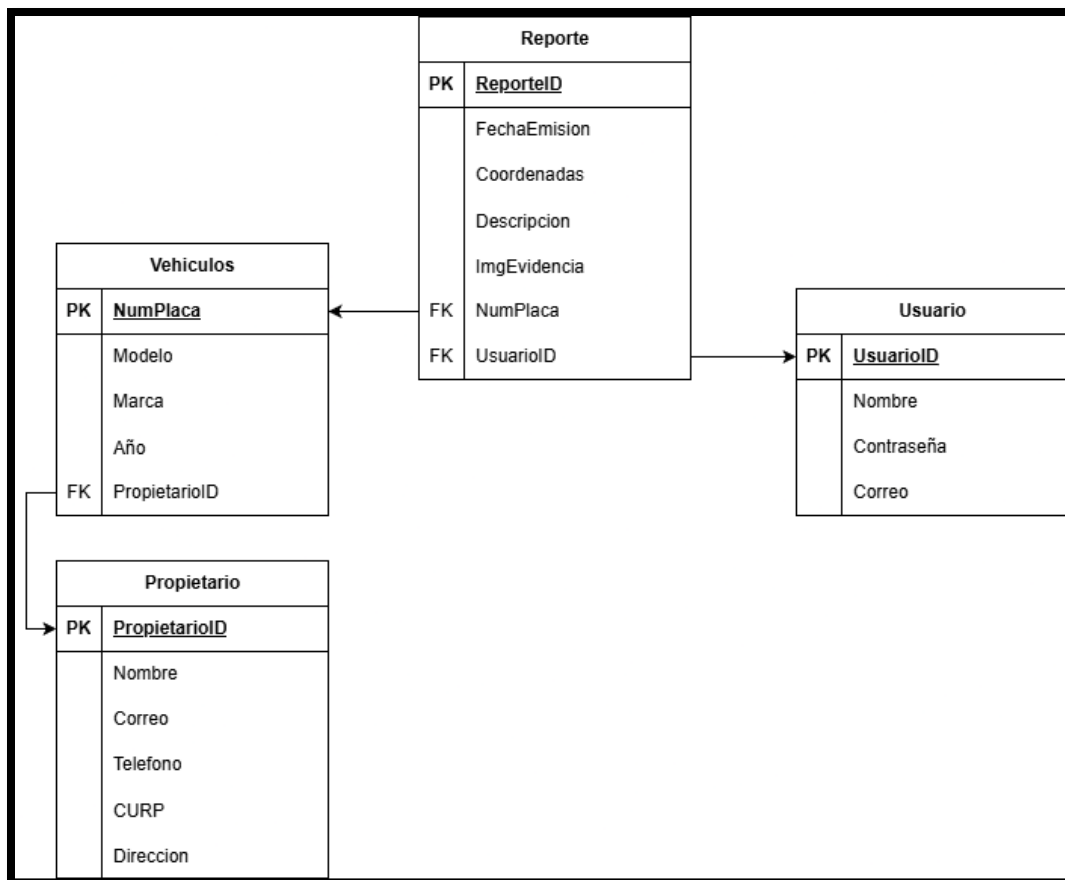 Reporte
PK ReporteID
FechaEmision
Coordenadas
Descripcion
ImgEvidencia
FK NumPlaca
FK UsuarioID
Vehiculos
PK NumPlaca
Modelo
Marca
Año
FK PropietarioID
Usuario
PK UsuarioID
Nombre
Contraseña
Correo
Propietario
PK PropietarioID
Nombre
Correo
Telefono
CURP
Direccion